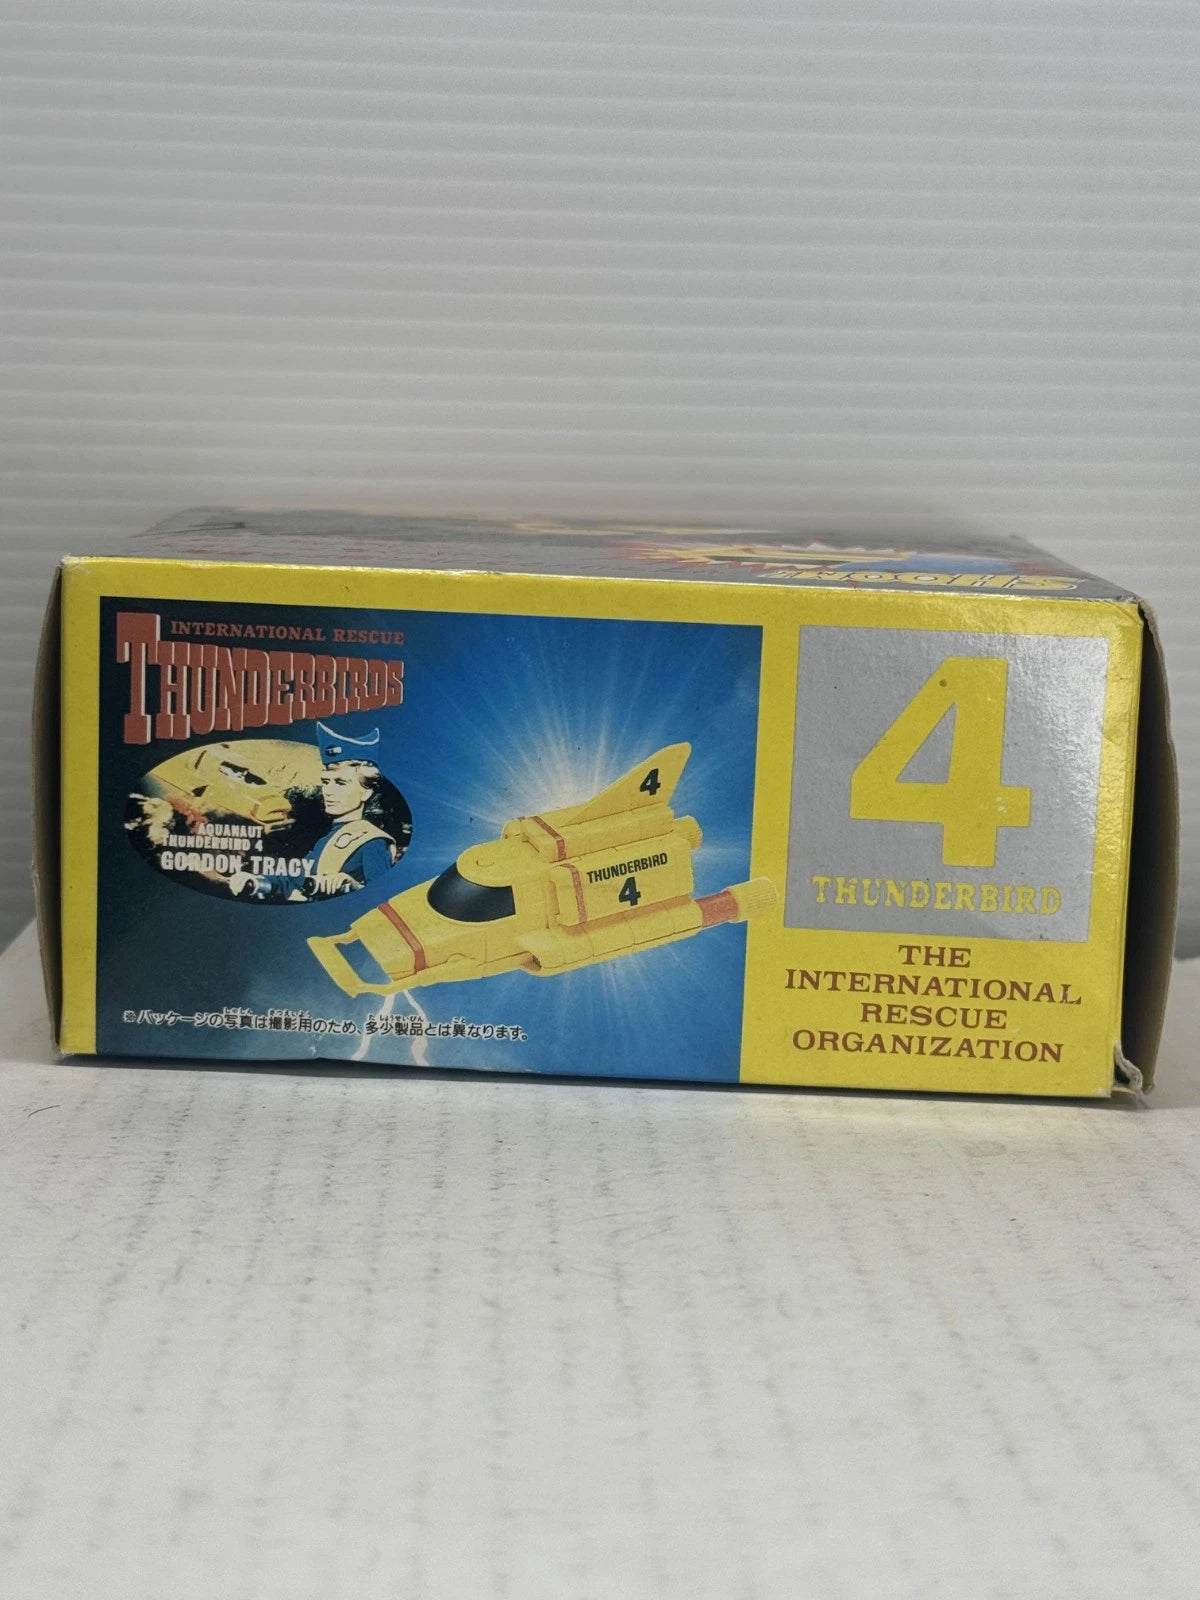 SHOOT
INTERNATIONAL RESCUE
THUNDERBIRDS
AQUANAUT
THUNDERBIRD 4
GORDON TRACY
4
THUNDERBIRD
4
※パッケージの写真は撮影用のため、多少製品とは異なります。
4
THUNDERBIRD
THE
INTERNATIONAL
RESCUE
ORGANIZATION